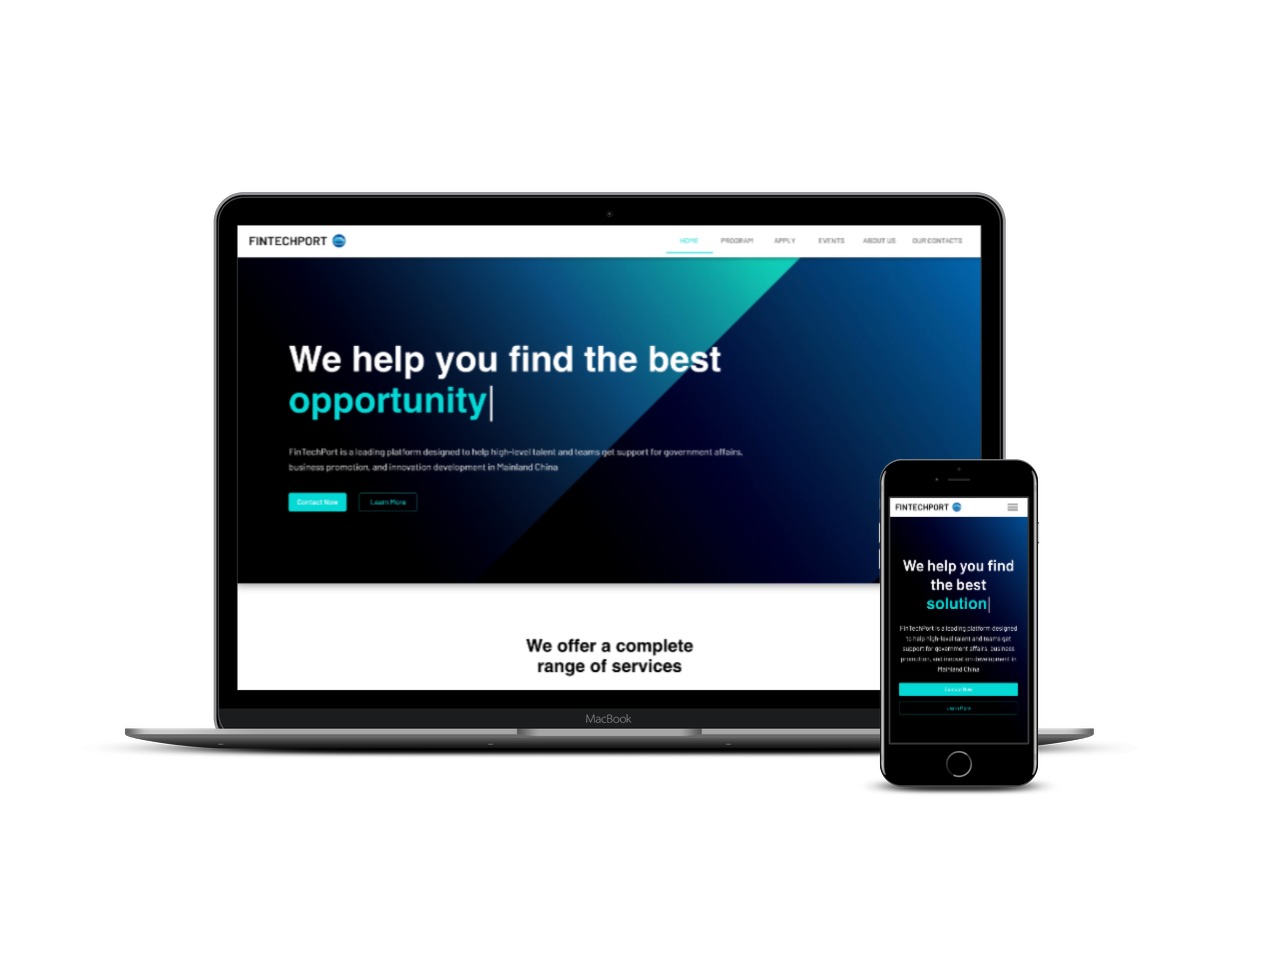 FINTECHPORT
HOME PROGRAM APPLY EVENTS ABOUT US OUR CONTACTS
We help you find the best
opportunity
FinTechPort is a leading platform designed to help high-level talent and teams get support for government affairs,
business promotion, and innovation development in Mainland China
Contact Now Learn More
We offer a complete
range of services
MacBook
FINTECHPORT
We help you find
the best
solution
FinTechPort is a leading platform designed
to help high-level talent and teams get
support for government affairs, business
promotion, and innovation development in
Mainland China
Contact Now
Learn More